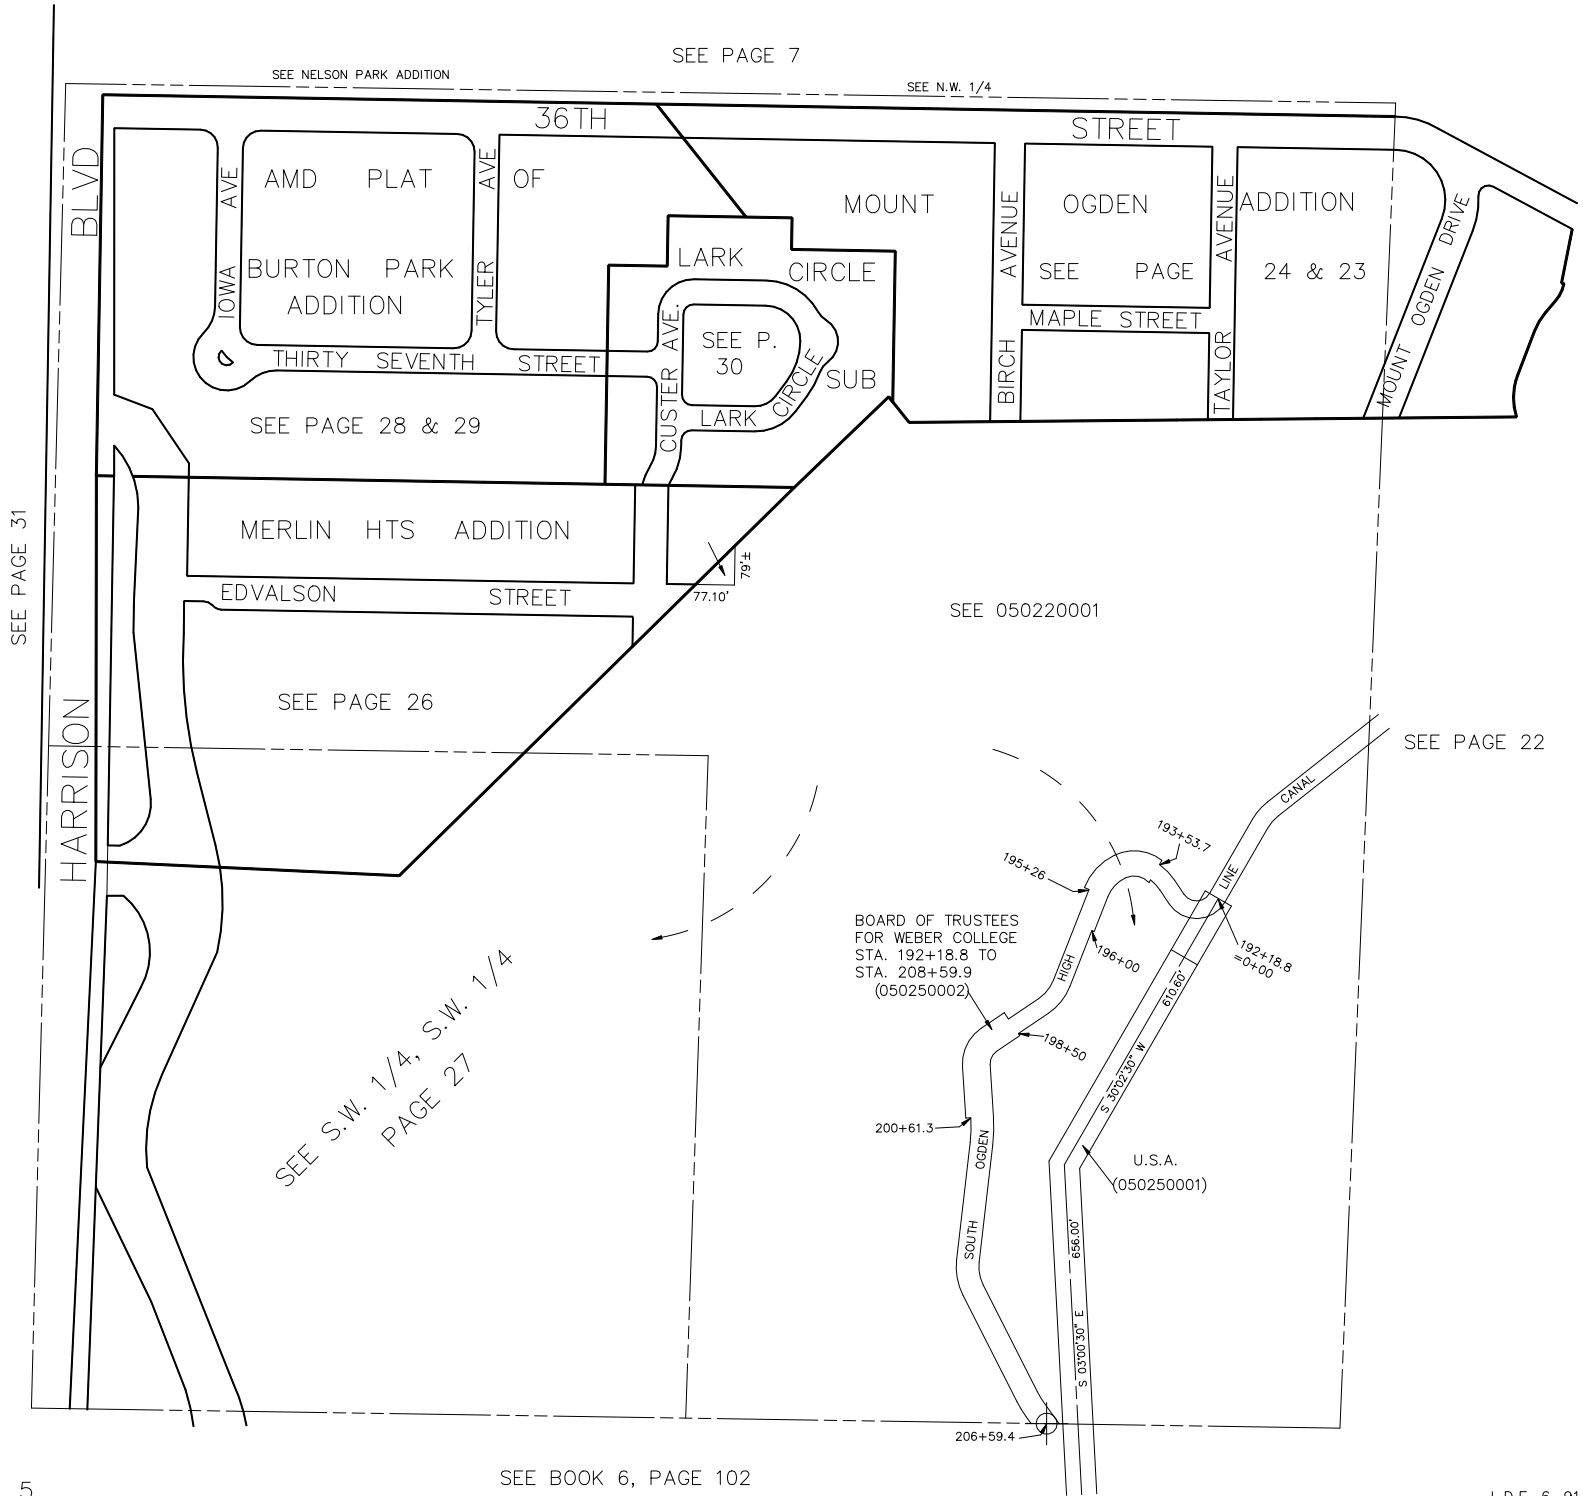 SEE PAGE 7
SEE NELSON PARK ADDITION
SEE N.W. 1/4
36TH STREET
HARRISON BLVD
SEE PAGE 31
IOWA AVE
TYLER AVE
AMD PLAT OF
BURTON PARK
ADDITION
THIRTY SEVENTH STREET
SEE PAGE 28 & 29
LARK CIRCLE
SUB
CUSTER AVE.
SEE P.
30
LARK CIRCLE
MOUNT OGDEN ADDITION
SEE PAGE 24 & 23
BIRCH AVENUE
TAYLOR AVENUE
MAPLE STREET
MOUNT OGDEN DRIVE
MERLIN HTS ADDITION
EDVALSON STREET
79'±
77.10'
SEE 050220001
SEE PAGE 26
SEE PAGE 22
CANAL
LINE
HIGH
OGDEN
SOUTH
193+53.7
195+26
BOARD OF TRUSTEES
FOR WEBER COLLEGE
STA. 192+18.8 TO
STA. 208+59.9
(050250002)
196+00
192+18.8
=0+00
610.60'
S 30°02'30" W
198+50
200+61.3
U.S.A.
(050250001)
656.00'
S 03°00'30" E
SEE S.W. 1/4, S.W. 1/4
PAGE 27
206+59.4
SEE BOOK 6, PAGE 102
5